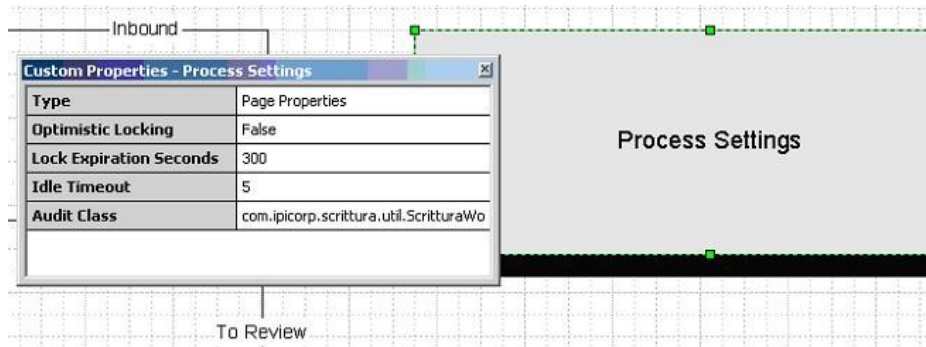 Inbound
Custom Properties - Process Settings
Type Page Properties
Optimistic Locking False
Lock Expiration Seconds 300
Idle Timeout 5
Audit Class com.ipicorp.scrittura.util.ScritturaWo
Process Settings
To Review